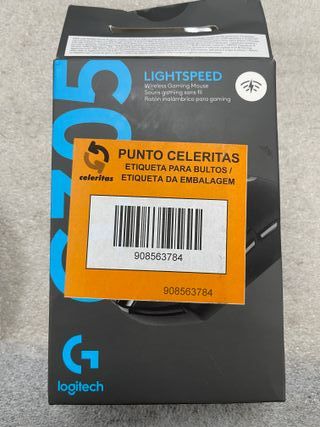 LIGHTSPEED
Wireless Gaming Mouse
Souris gaming sans fil
Ratón inalámbrico para gaming
G305
PUNTO CELERITAS
ETIQUETA PARA BULTOS /
ETIQUETA DA EMBALAGEM
celeritas
908563784
908563784
logitech